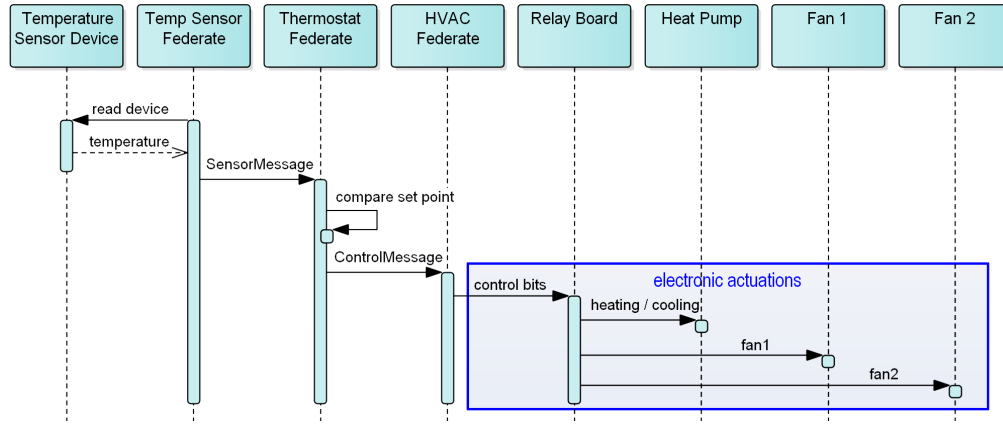 Temperature
Sensor Device
Temp Sensor
Federate
Thermostat
Federate
HVAC
Federate
Relay Board
Heat Pump
Fan 1
Fan 2
read device
temperature
SensorMessage
compare set point
ControlMessage
electronic actuations
control bits
heating / cooling
fan1
fan2